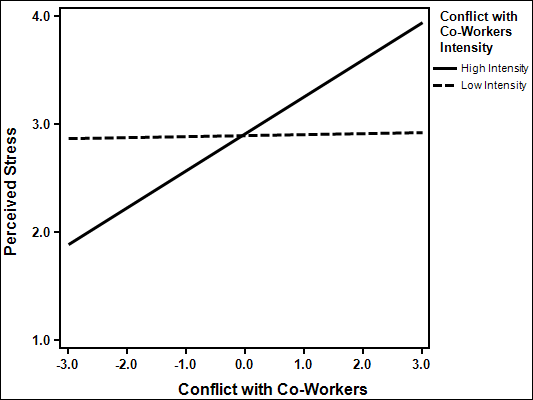 Conflict with
Co-Workers
Intensity
High Intensity
Low Intensity
Perceived Stress
4.0
3.0
2.0
1.0
-3.0 -2.0 -1.0 0.0 1.0 2.0 3.0
Conflict with Co-Workers